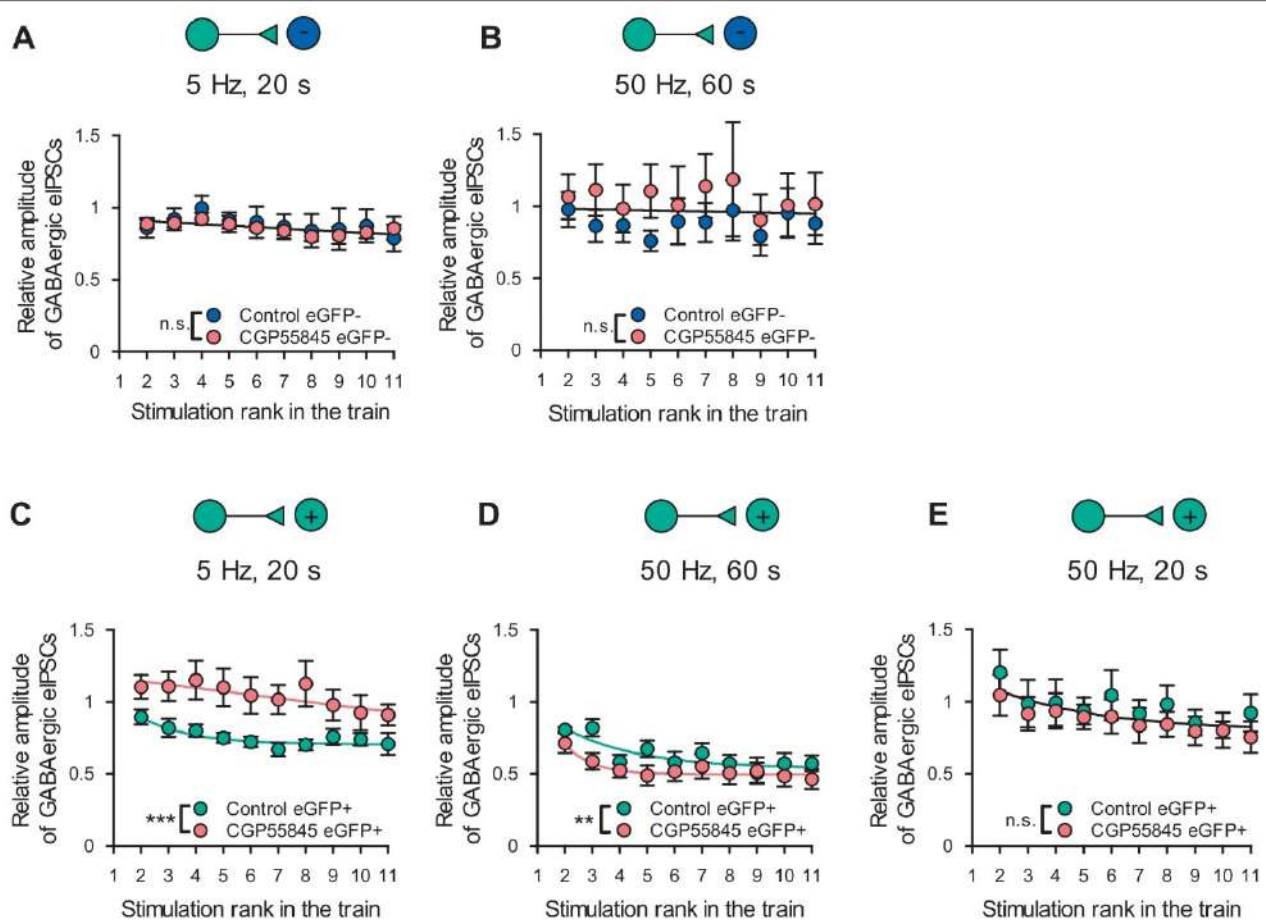 A
-
5 Hz, 20 s
Relative amplitude
of GABAergic eIPSCs
1.5
1
0.5
0
n.s.
Control eGFP-
CGP55845 eGFP-
1 2 3 4 5 6 7 8 9 10 11
Stimulation rank in the train
B
-
50 Hz, 60 s
Relative amplitude
of GABAergic eIPSCs
1.5
1
0.5
0
n.s.
Control eGFP-
CGP55845 eGFP-
1 2 3 4 5 6 7 8 9 10 11
Stimulation rank in the train
C
+
5 Hz, 20 s
Relative amplitude
of GABAergic eIPSCs
1.5
1
0.5
0
***
Control eGFP+
CGP55845 eGFP+
1 2 3 4 5 6 7 8 9 10 11
Stimulation rank in the train
D
+
50 Hz, 60 s
Relative amplitude
of GABAergic eIPSCs
1.5
1
0.5
0
**
Control eGFP+
CGP55845 eGFP+
1 2 3 4 5 6 7 8 9 10 11
Stimulation rank in the train
E
+
50 Hz, 20 s
Relative amplitude
of GABAergic eIPSCs
1.5
1
0.5
0
n.s.
Control eGFP+
CGP55845 eGFP+
1 2 3 4 5 6 7 8 9 10 11
Stimulation rank in the train